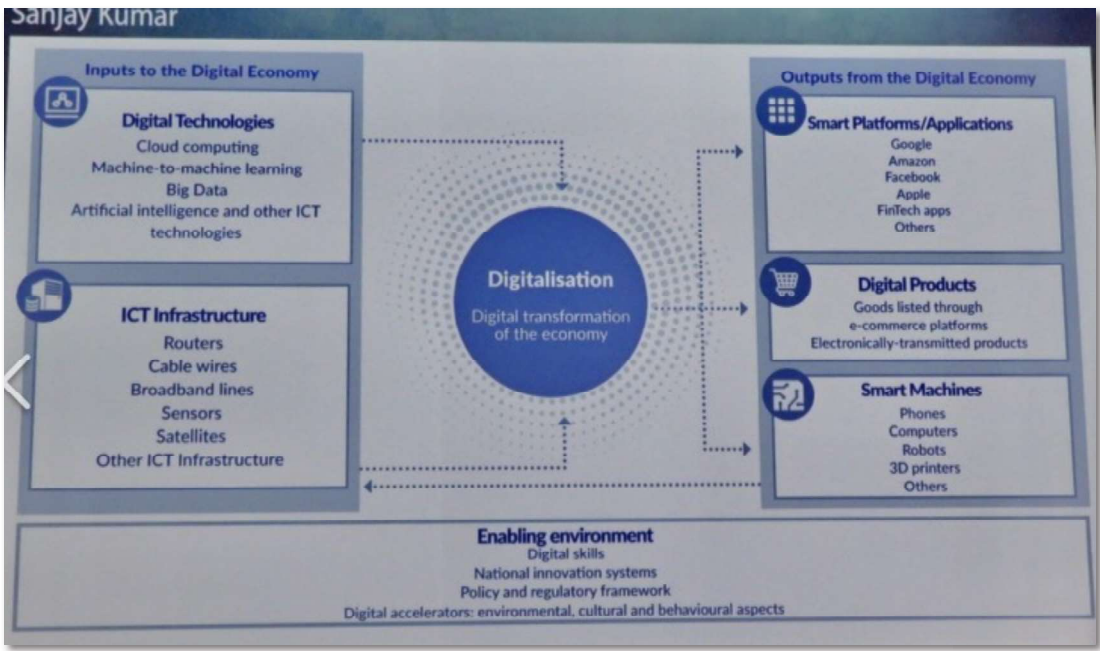 Sanjay Kumar
Inputs to the Digital Economy
Digital Technologies
Cloud computing
Machine-to-machine learning
Big Data
Artificial intelligence and other ICT
technologies
ICT Infrastructure
Routers
Cable wires
Broadband lines
Sensors
Satellites
Other ICT Infrastructure
Digitalisation
Digital transformation
of the economy
Outputs from the Digital Economy
Smart Platforms/Applications
Google
Amazon
Facebook
Apple
FinTech apps
Others
Digital Products
Goods listed through
e-commerce platforms
Electronically-transmitted products
Smart Machines
Phones
Computers
Robots
3D printers
Others
Enabling environment
Digital skills
National innovation systems
Policy and regulatory framework
Digital accelerators: environmental, cultural and behavioural aspects